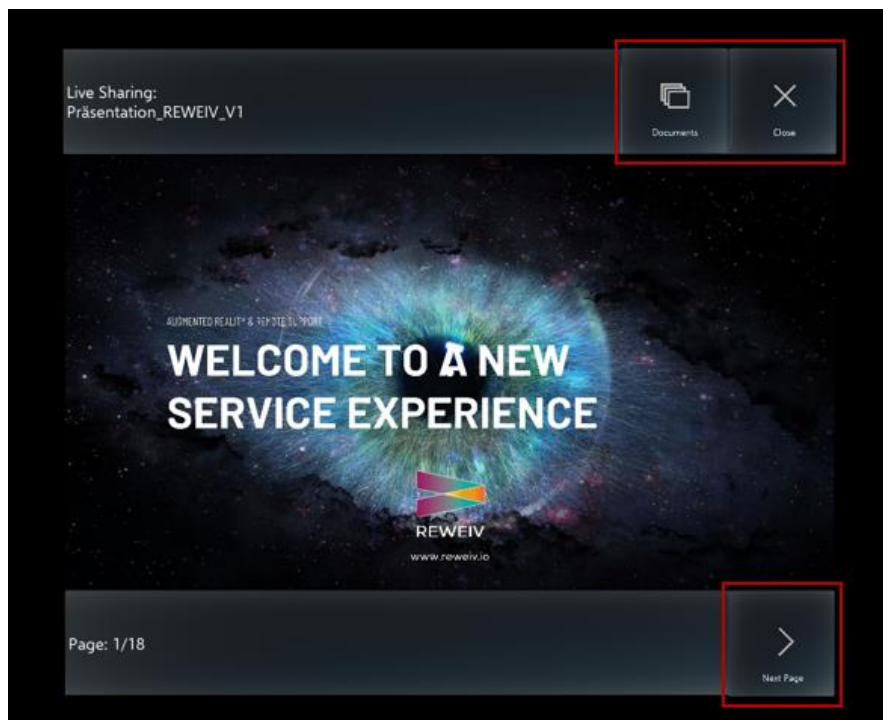 Live Sharing:
Präsentation_REWEIV_V1
Documents
Close
AUGMENTED REALITY & REMOTE SUPPORT
WELCOME TO A NEW
SERVICE EXPERIENCE
REWEIV
www.reweiv.io
Page: 1/18
Next Page